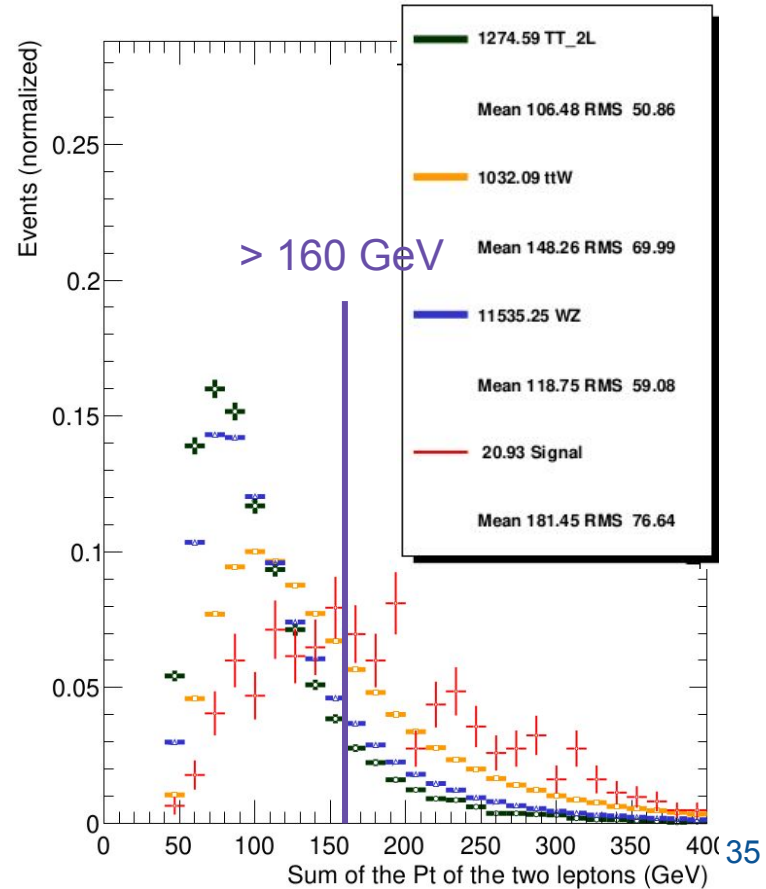 Events (normalized)
0.25
0.2
0.15
0.1
0.05
0
1274.59 TT_2L
Mean 106.48 RMS 50.86
1032.09 ttW
Mean 148.26 RMS 69.99
11535.25 WZ
Mean 118.75 RMS 59.08
20.93 Signal
Mean 181.45 RMS 76.64
> 160 GeV
0 50 100 150 200 250 300 350 400
Sum of the Pt of the two leptons (GeV)
35